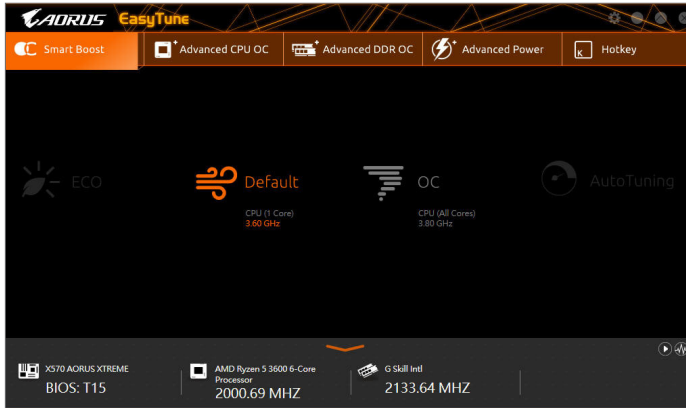 AORUS EasyTune
Smart Boost
Advanced CPU OC
Advanced DDR OC
Advanced Power
K Hotkey
ECO
Default
OC
AutoTuning
CPU (1 Core)
3.60 GHz
CPU (All Cores)
3.80 GHz
X570 AORUS XTREME
BIOS: T15
AMD Ryzen 5 3600 6-Core
Processor
2000.69 MHZ
G Skill Intl
2133.64 MHZ